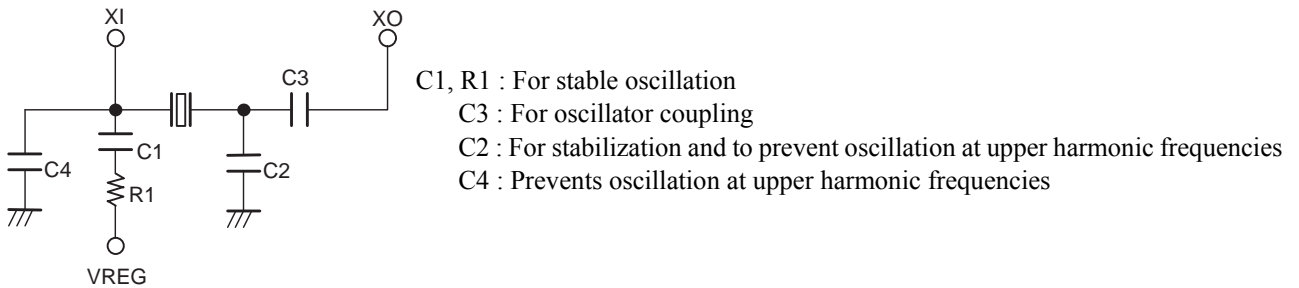 XI
XO
C3
C1
C4
C2
R1
VREG
C1, R1 : For stable oscillation
C3 : For oscillator coupling
C2 : For stabilization and to prevent oscillation at upper harmonic frequencies
C4 : Prevents oscillation at upper harmonic frequencies